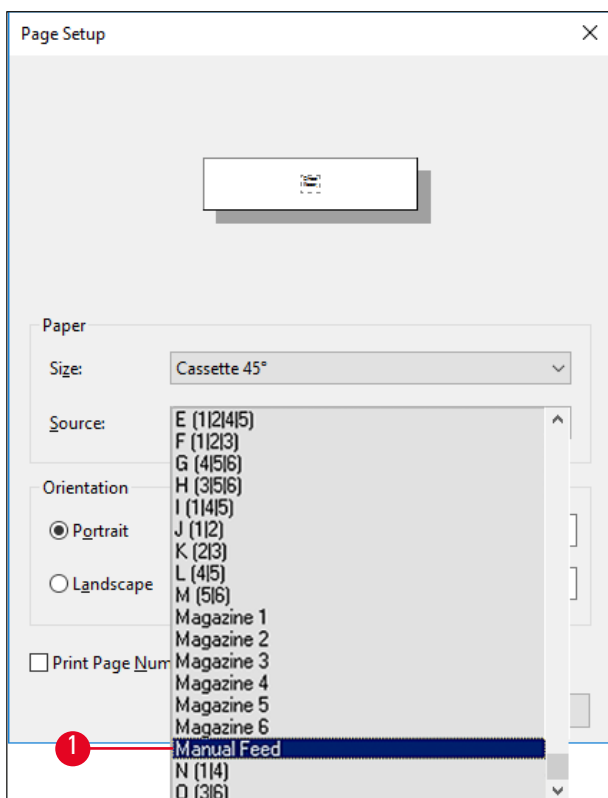 Page Setup
Paper
Size: Cassette 45°
Source:
E (1|2|4|5)
F (1|2|3)
G (4|5|6)
H (3|5|6)
Orientation
I (1|4|5)
Portrait
J (1|2)
K (2|3)
L (4|5)
Landscape
M (5|6)
Magazine 1
Magazine 2
Print Page Num
Magazine 3
Magazine 4
Magazine 5
Magazine 6
1
Manual Feed
N (1|4)
O (3|6)